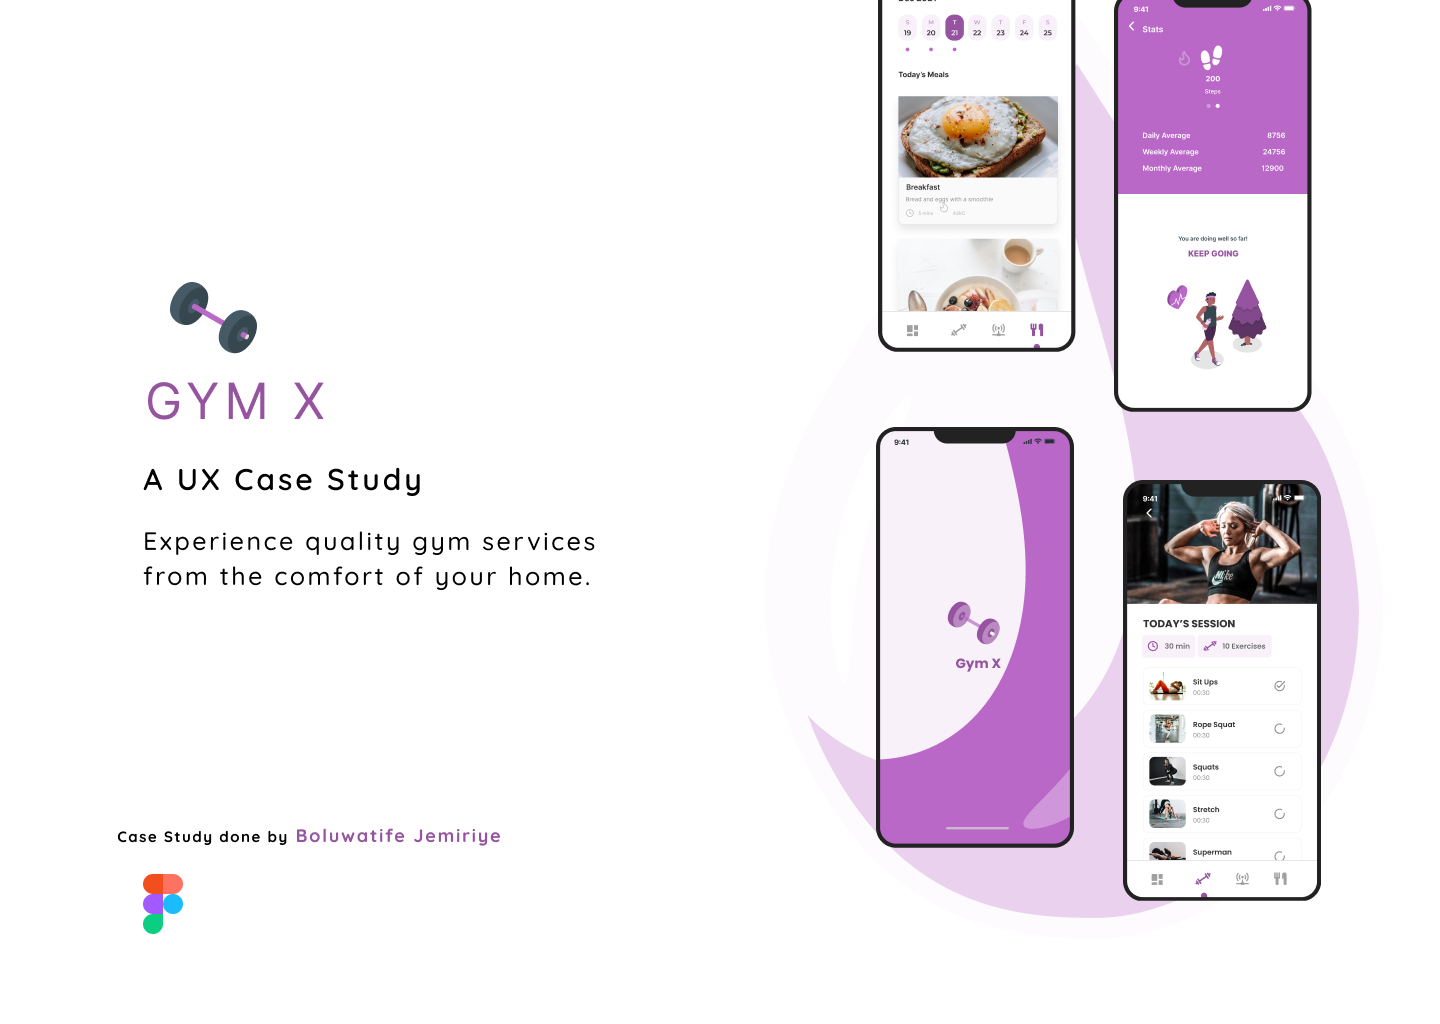 GYM X
A UX Case Study
Experience quality gym services
from the comfort of your home.
Case Study done by Boluwatife Jemiriye
S M T W T F S
19 20 21 22 23 24 25
Today's Meals
Breakfast
Bread and eggs with a smoothie
5 mins
9:41
Stats
200
Steps
Daily Average 8756
Weekly Average 24756
Monthly Average 12900
You are doing well so far!
KEEP GOING
9:41
Gym X
9:41
TODAY'S SESSION
30 min 10 Exercises
Sit Ups
00:30
Rope Squat
00:30
Squats
00:30
Stretch
00:30
Superman